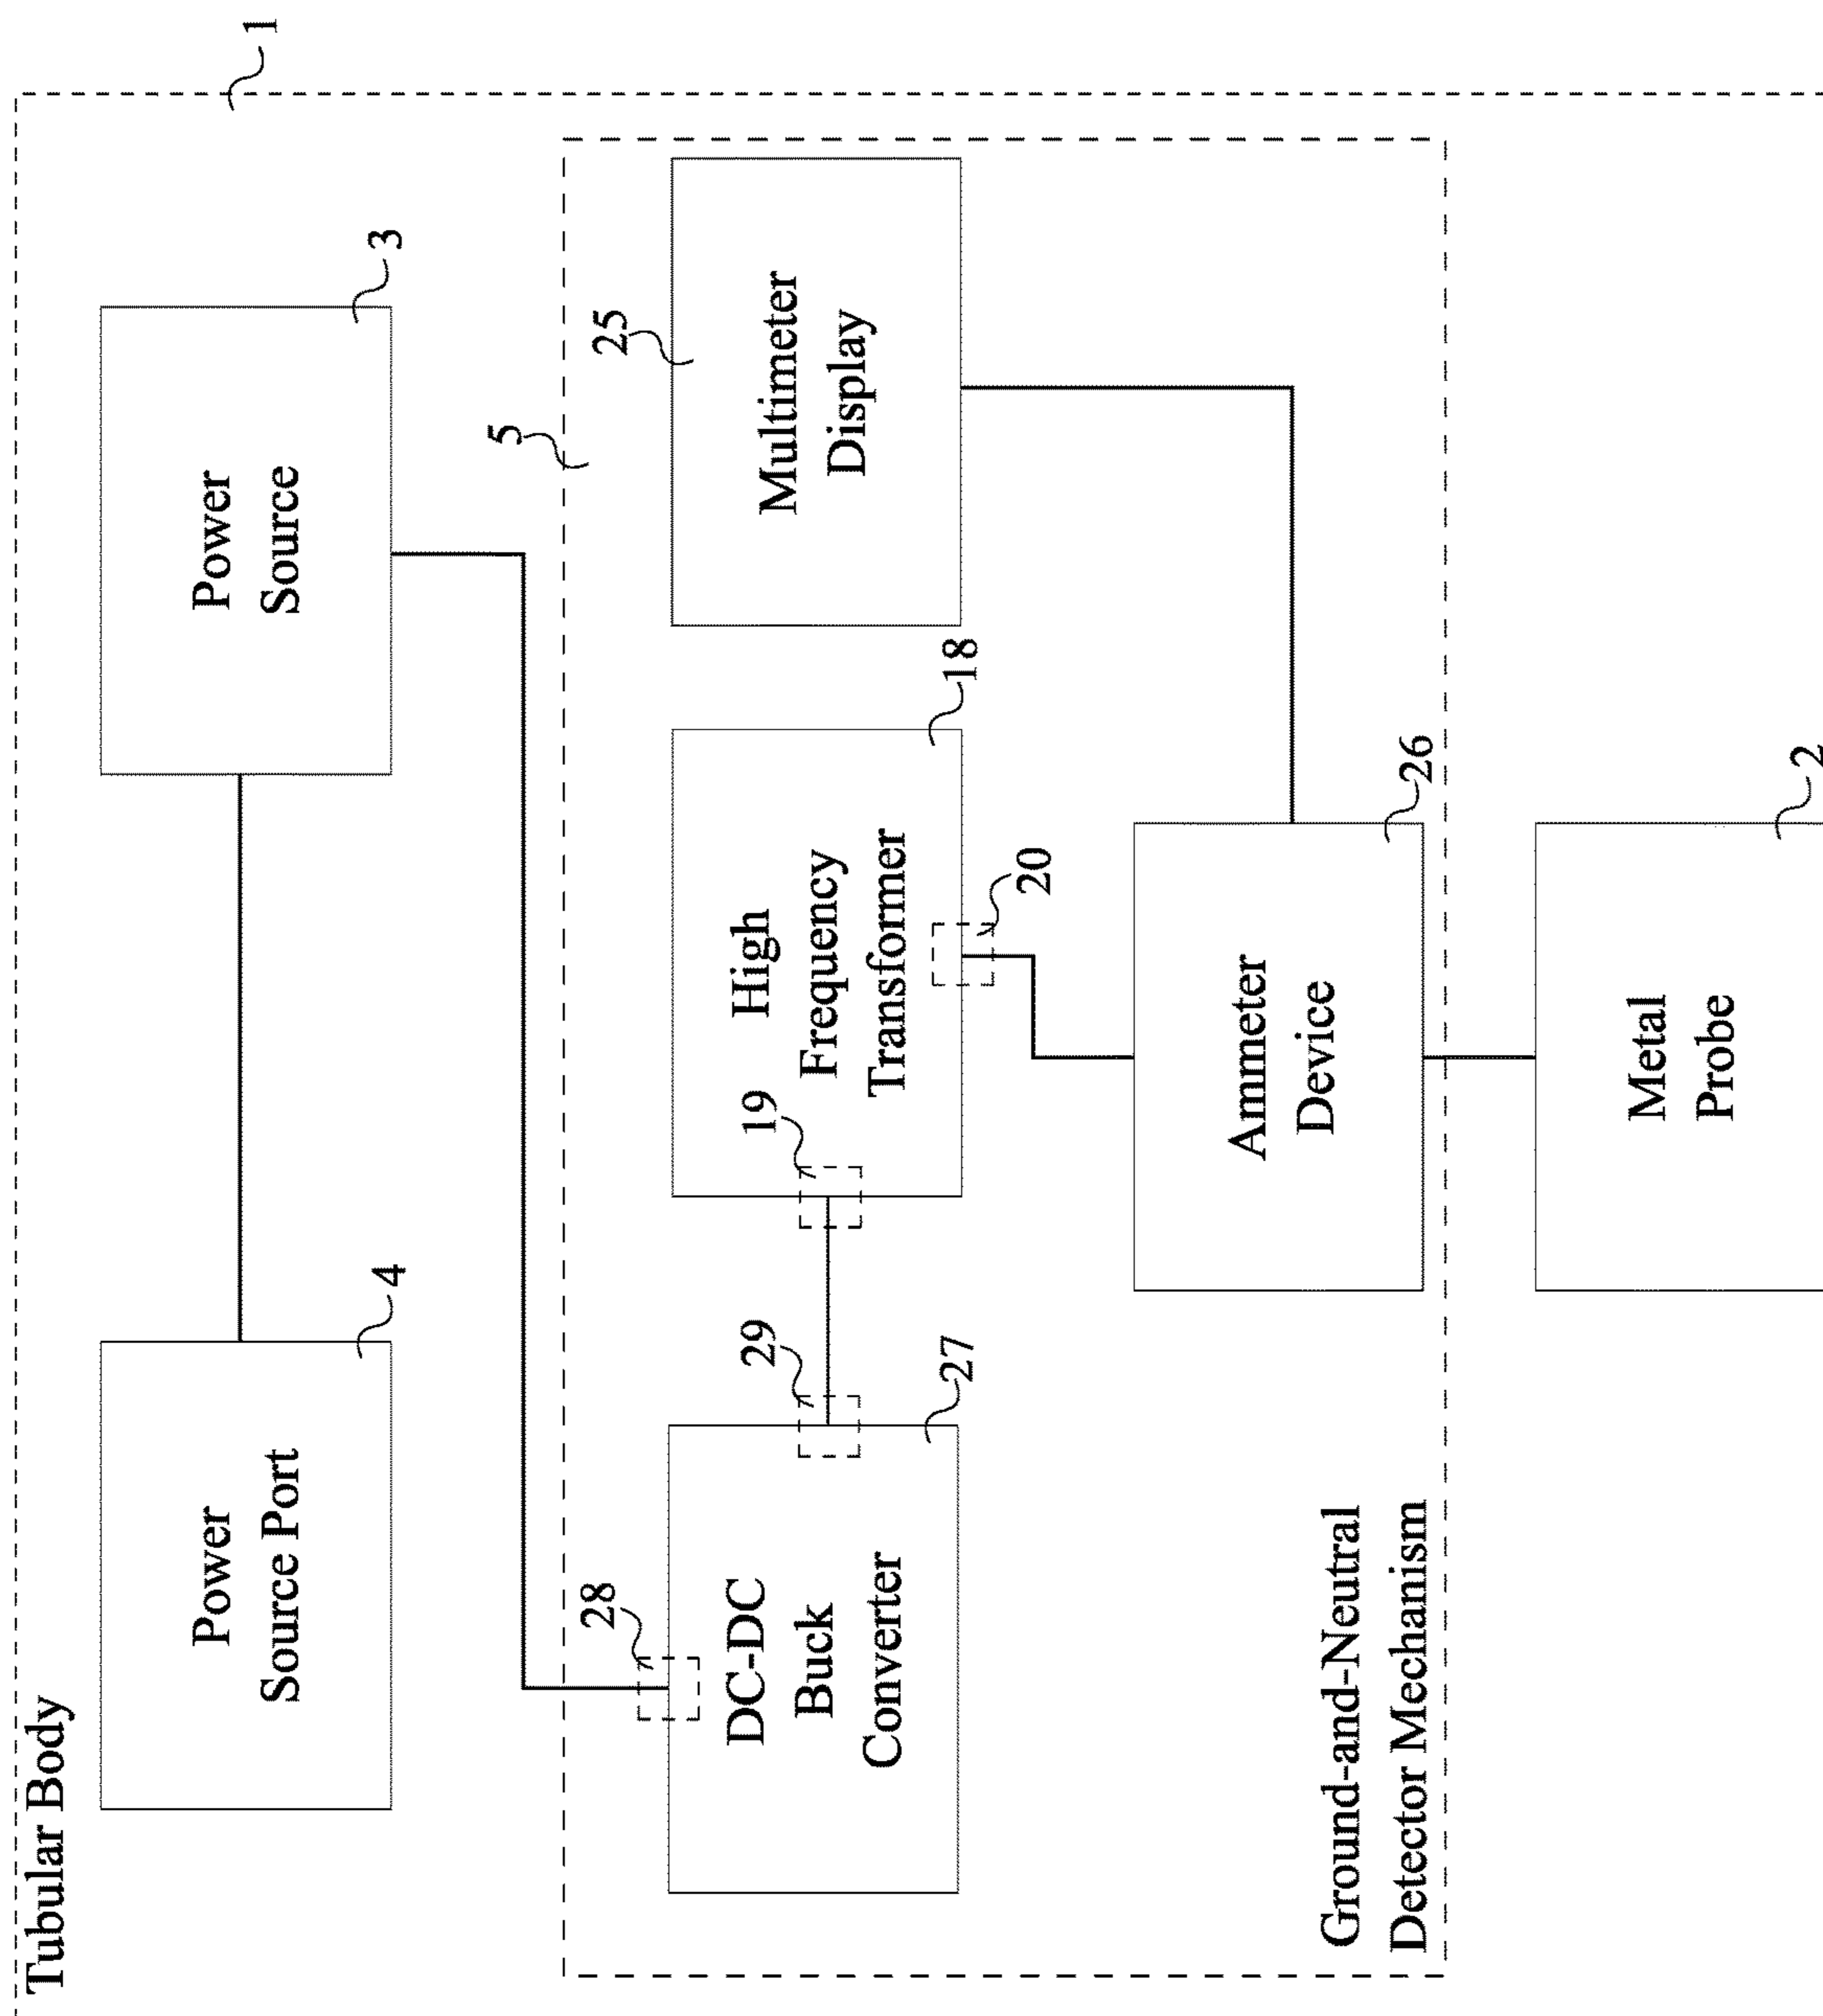 Tubular Body
1
Power
Source Port
4
Power
Source
3
5
28
DC-DC
Buck
Converter
27
29
19
High
Frequency
Transformer
18
20
25
Multimeter
Display
Ammeter
Device
26
Ground-and-Neutral
Detector Mechanism
Metal
Probe
2